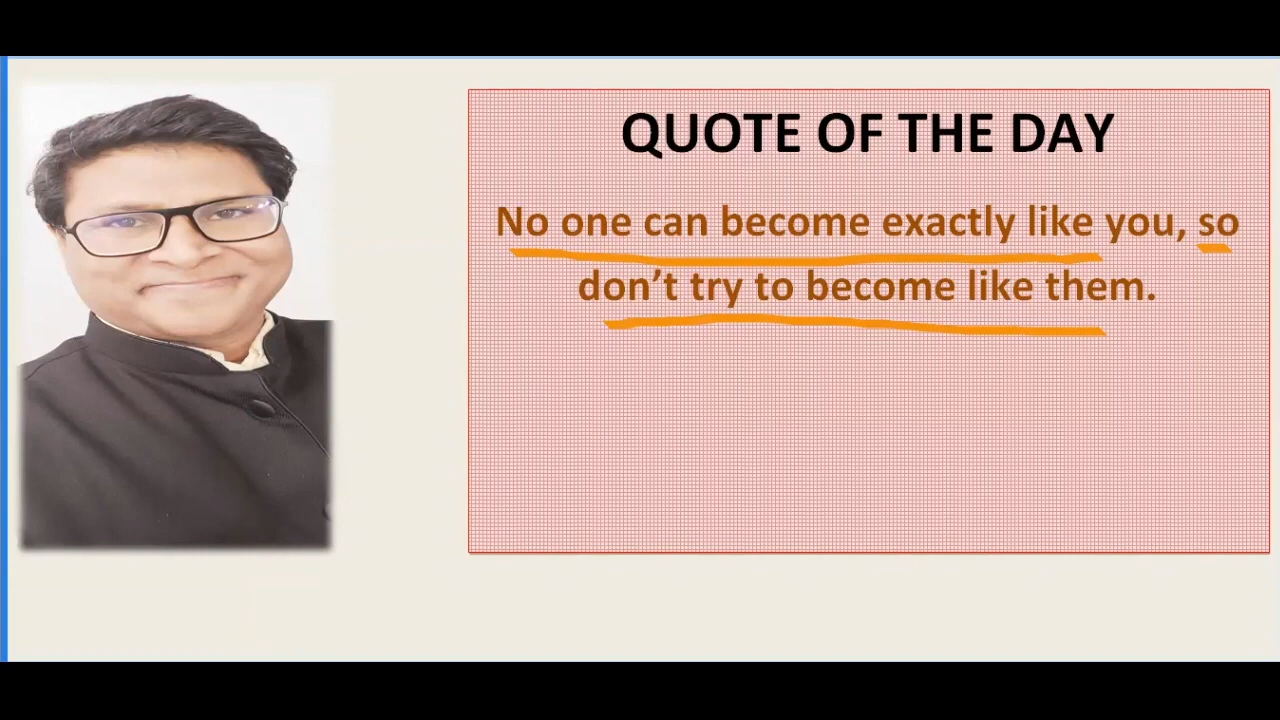 QUOTE OF THE DAY
No one can become exactly like you, so
don’t try to become like them.